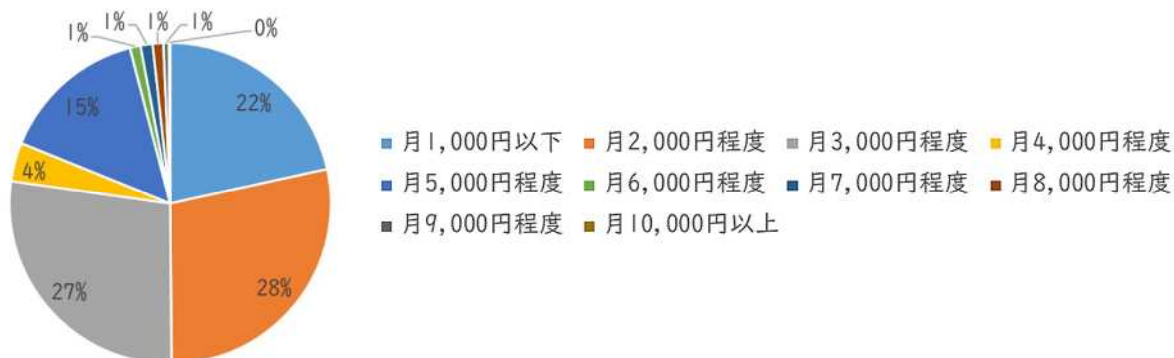 1% 1% 1% 1% 0%
15% 22%
4%
27% 28%
月1,000円以下 月2,000円程度 月3,000円程度 月4,000円程度
月5,000円程度 月6,000円程度 月7,000円程度 月8,000円程度
月9,000円程度 月10,000円以上